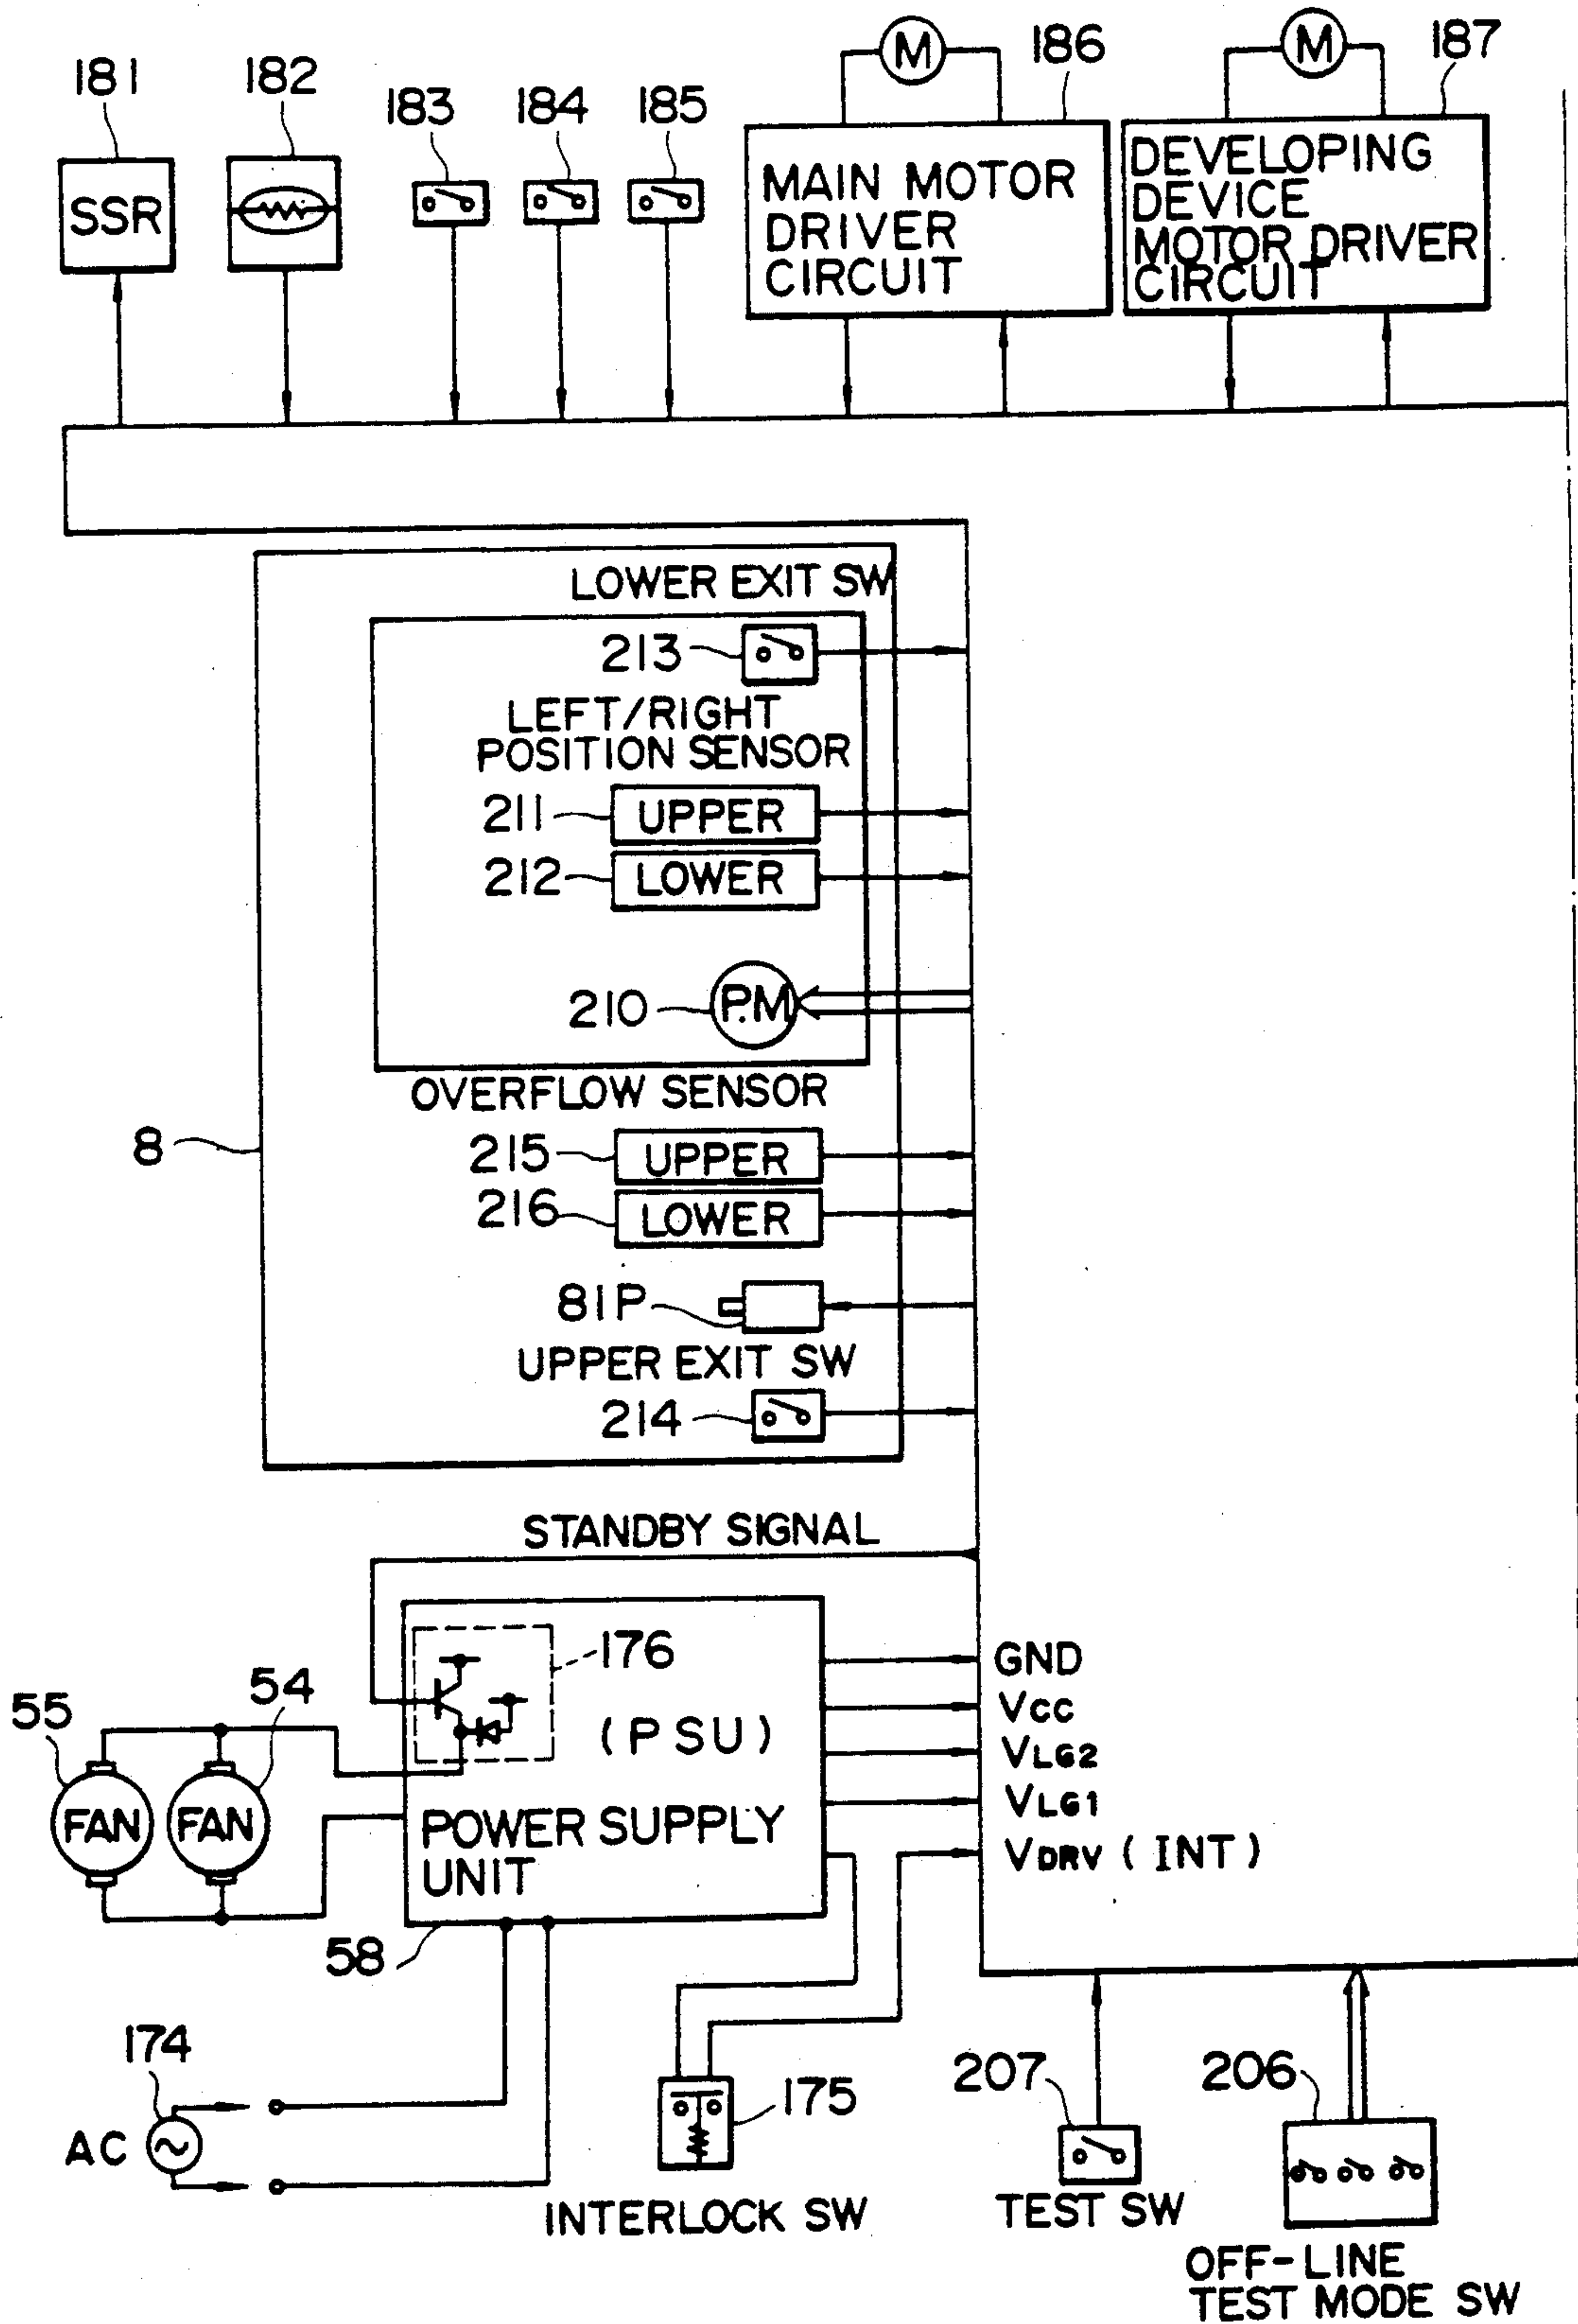 181
182
183
184
185
M
186
M
187
SSR
MAIN MOTOR
DRIVER
CIRCUIT
DEVELOPING
DEVICE
MOTOR DRIVER
CIRCUIT
LOWER EXIT SW
213
LEFT/RIGHT
POSITION SENSOR
211
UPPER
212
LOWER
210
P.M
OVERFLOW SENSOR
8
215
UPPER
216
LOWER
81P
UPPER EXIT SW
214
STANDBY SIGNAL
176
(PSU)
POWER SUPPLY
UNIT
58
55
54
FAN
FAN
GND
VCC
VLG2
VLG1
VDRV (INT)
174
AC
175
INTERLOCK SW
207
TEST SW
206
OFF-LINE
TEST MODE SW